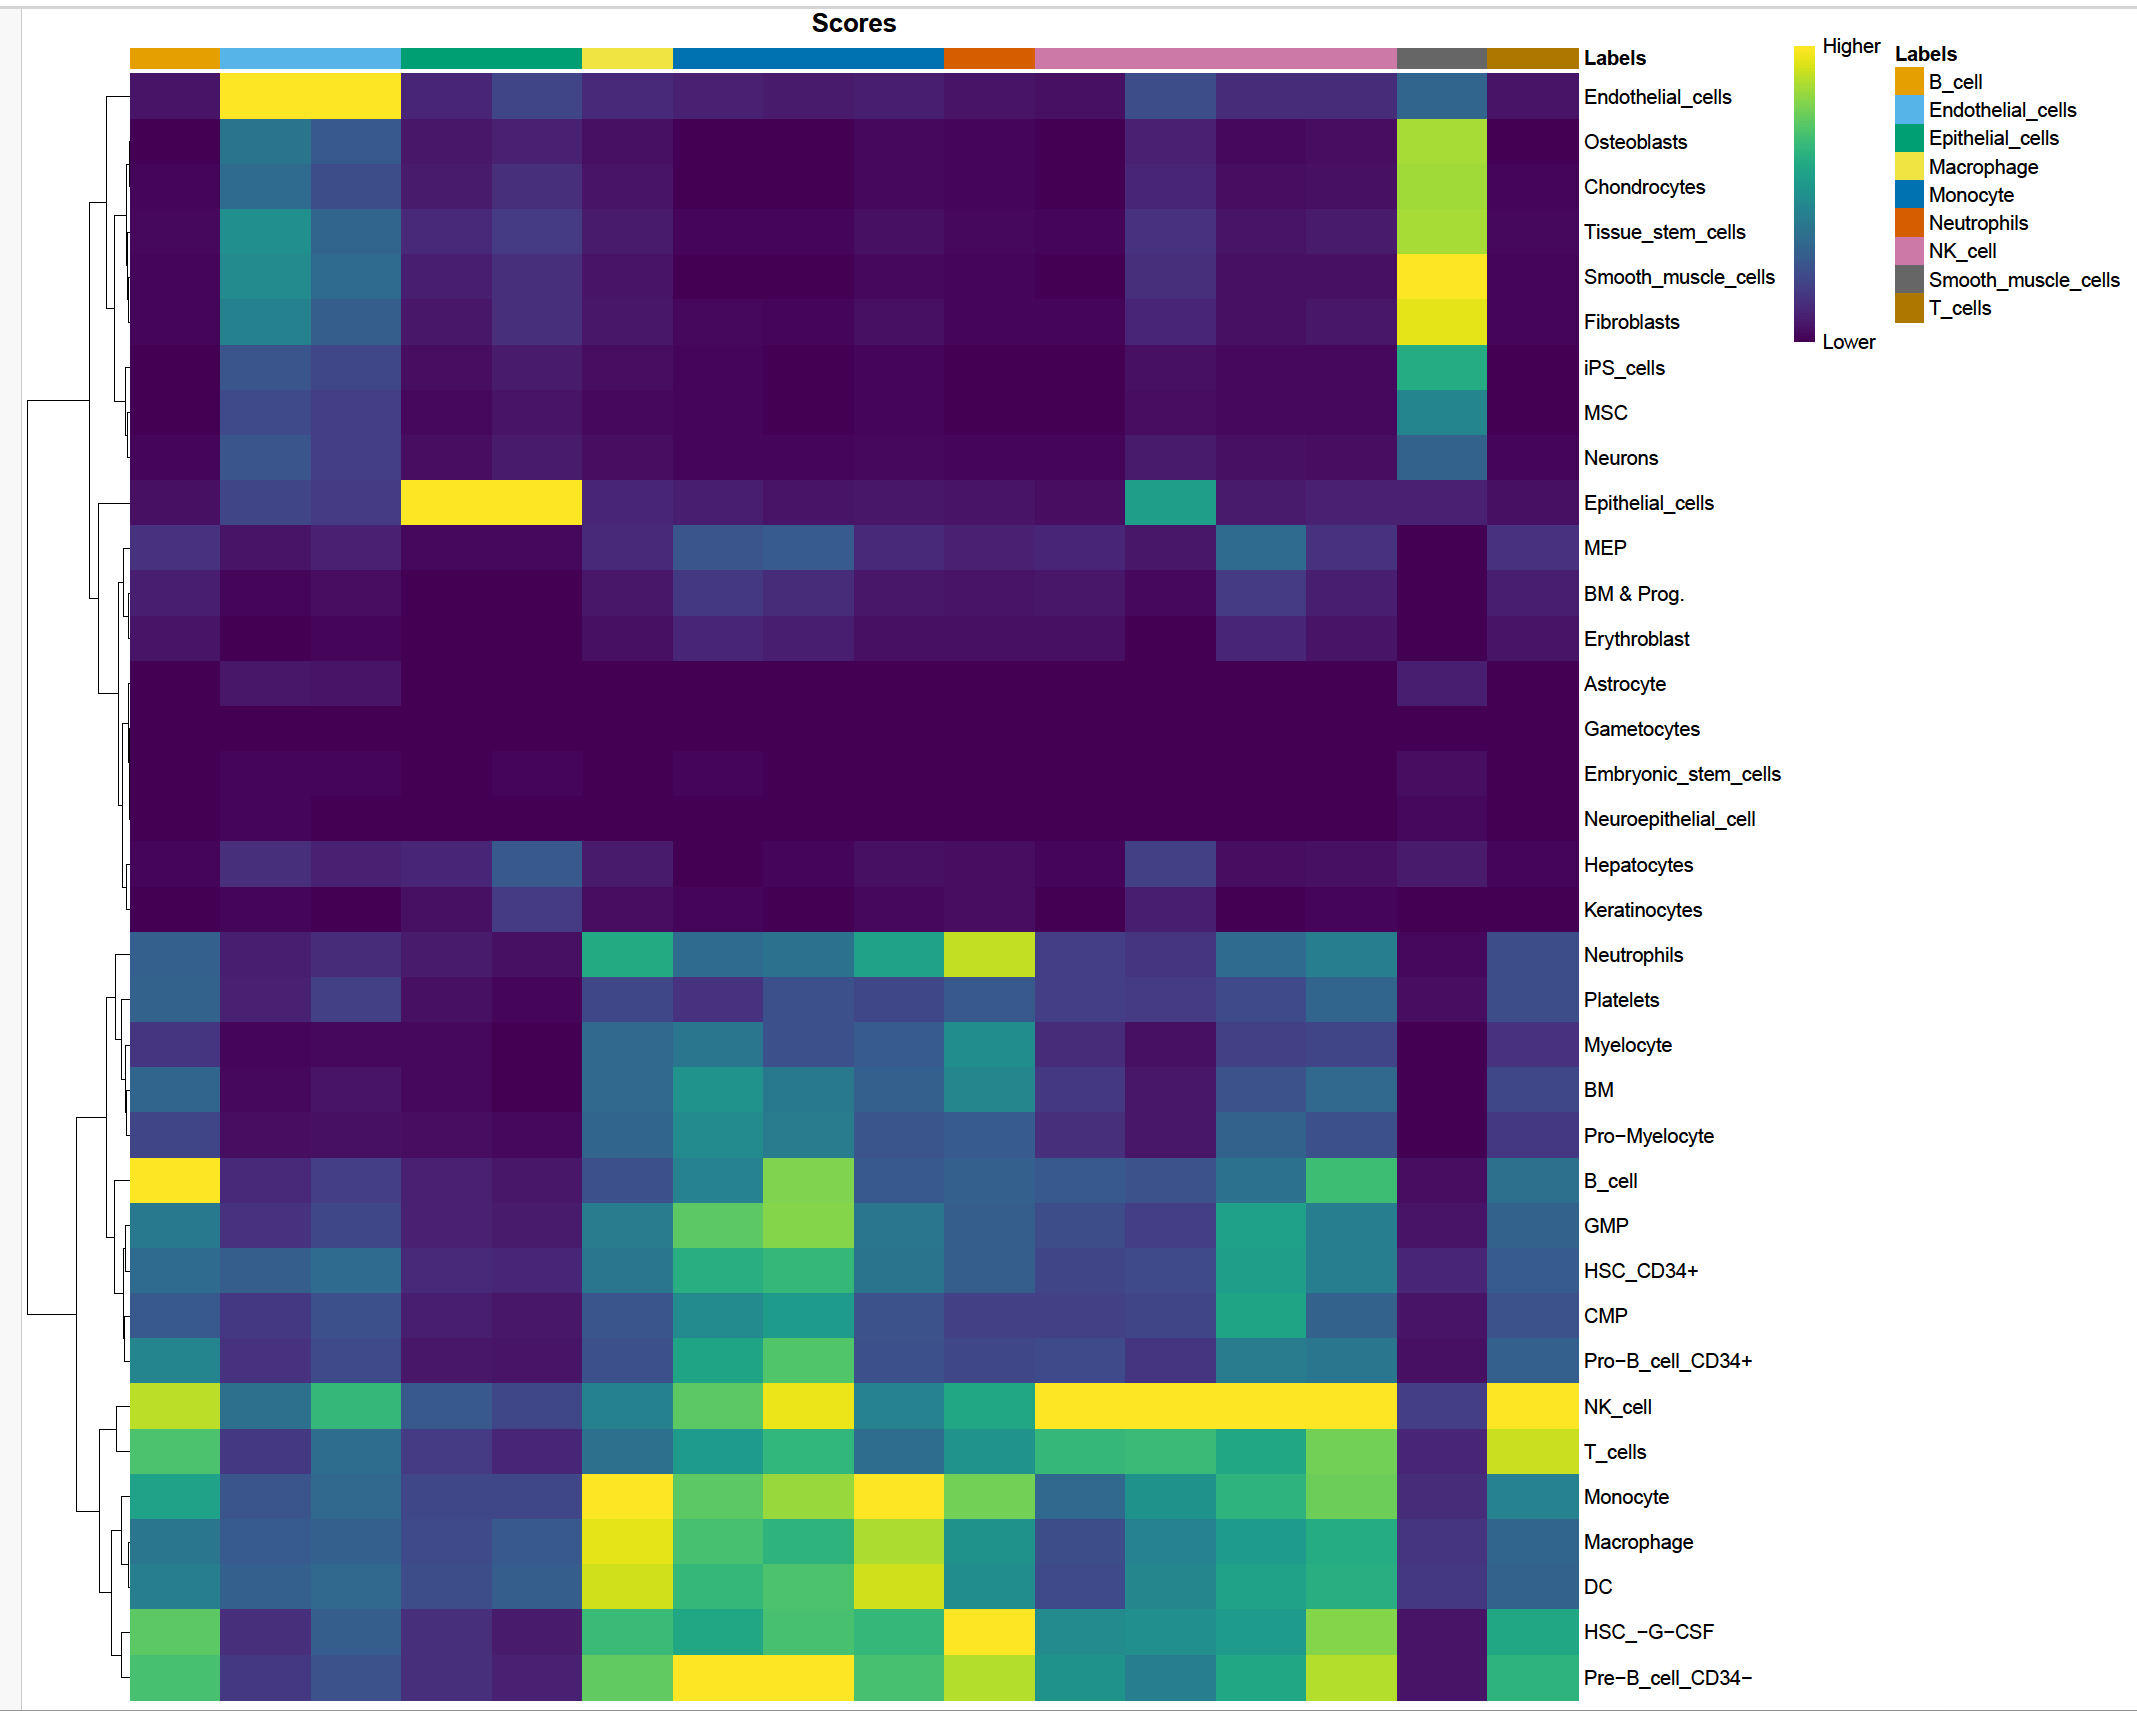 Scores
Labels
Endothelial_cells
Osteoblasts
Chondrocytes
Tissue_stem_cells
Smooth_muscle_cells
Fibroblasts
iPS_cells
MSC
Neurons
Epithelial_cells
MEP
BM & Prog.
Erythroblast
Astrocyte
Gametocytes
Embryonic_stem_cells
Neuroepithelial_cell
Hepatocytes
Keratinocytes
Neutrophils
Platelets
Myelocyte
BM
Pro−Myelocyte
B_cell
GMP
HSC_CD34+
CMP
Pro−B_cell_CD34+
NK_cell
T_cells
Monocyte
Macrophage
DC
HSC_−G−CSF
Pre−B_cell_CD34−
Higher
Lower
Labels
B_cell
Endothelial_cells
Epithelial_cells
Macrophage
Monocyte
Neutrophils
NK_cell
Smooth_muscle_cells
T_cells